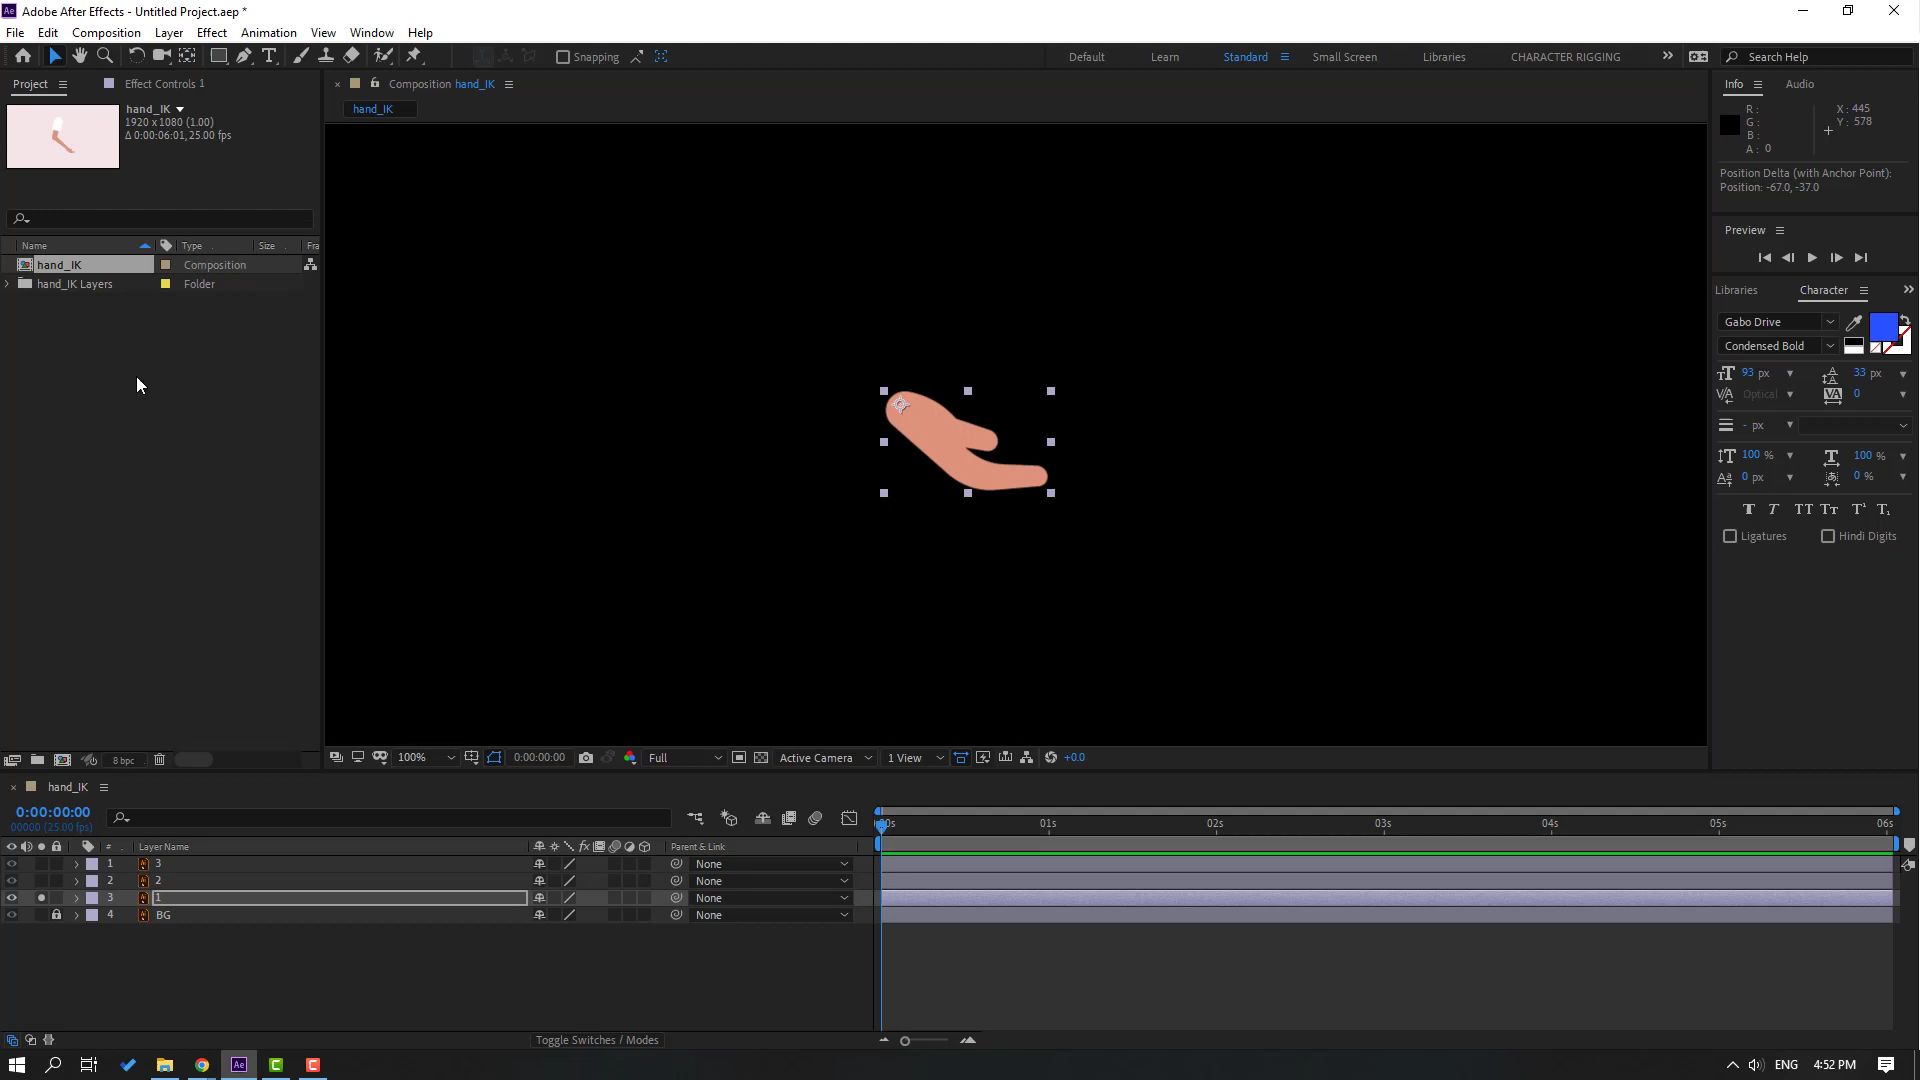 Adobe After Effects - Untitled Project.aep *
File Edit Composition Layer Effect Animation View Window Help
Snapping Default Learn Standard Small Screen Libraries CHARACTER RIGGING Search Help
Project Effect Controls 1 Composition hand_IK Info Audio
hand_IK
1920 x 1080 (1.00)
Δ 0:00:06:01, 25.00 fps
hand_IK
R :
G :
B :
A : 0
X : 445
Y : 578
Position Delta (with Anchor Point):
Position: -67.0, -37.0
Preview
Name Type Size Fra
hand_IK Composition
hand_IK Layers Folder
Libraries Character
Gabo Drive
Condensed Bold
93 px 33 px
Optical 0
- px
100 % 100 %
0 px 0 %
T T TT Tt T¹ T₁
Ligatures Hindi Digits
8 bpc
100% 0:00:00:00 Full Active Camera 1 View +0.0
hand_IK
0:00:00:00
00000 (25.00 fps)
00s 01s 02s 03s 04s 05s 06s
# Layer Name fx Parent & Link
1 3 None
2 2 None
3 1 None
4 BG None
Toggle Switches / Modes
Ae ENG 4:52 PM